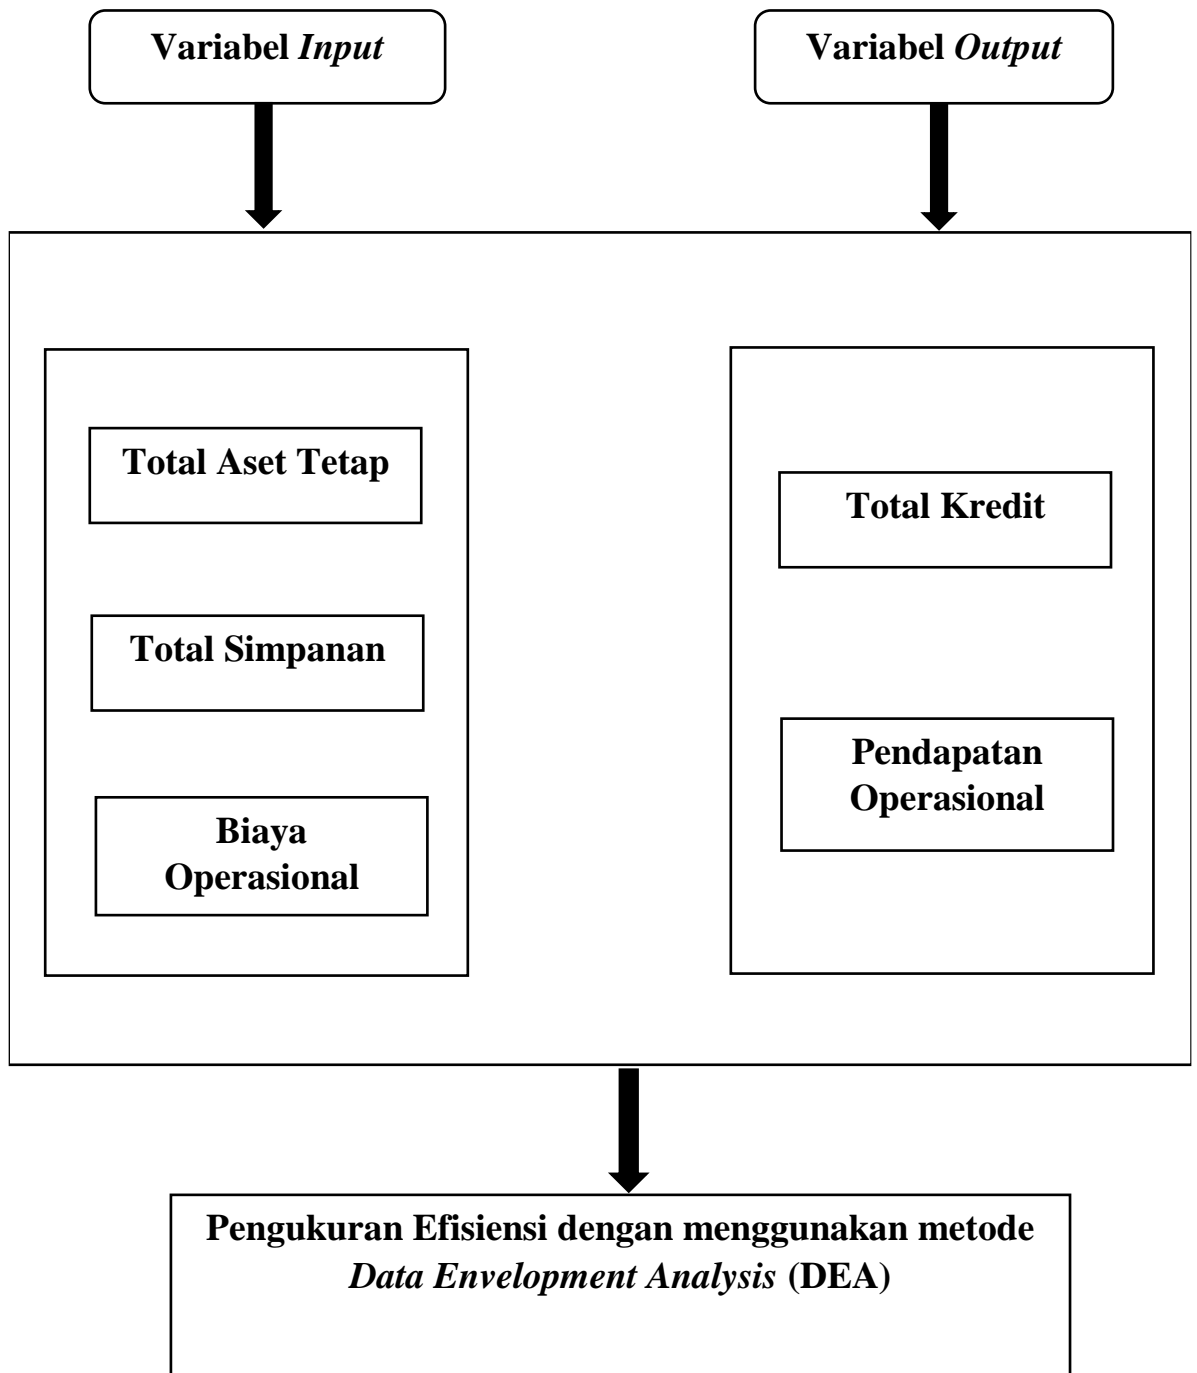 Variabel Input
Variabel Output
Total Aset Tetap
Total Simpanan
Biaya
Operasional
Total Kredit
Pendapatan
Operasional
Pengukuran Efisiensi dengan menggunakan metode
Data Envelopment Analysis (DEA)